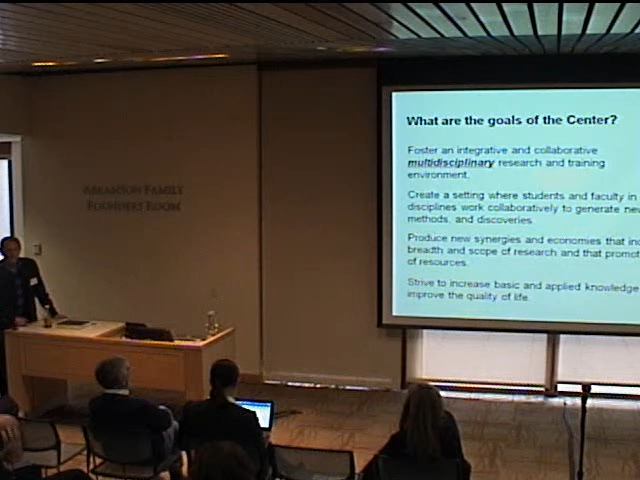 What are the goals of the Center?
Foster an integrative and collaborative
multidisciplinary research and training
environment.
Create a setting where students and faculty in
disciplines work collaboratively to generate new
methods, and discoveries.
Produce new synergies and economies that inc
breadth and scope of research and that promot
of resources.
Strive to increase basic and applied knowledge
improve the quality of life.
Abramson Family
Founders Room